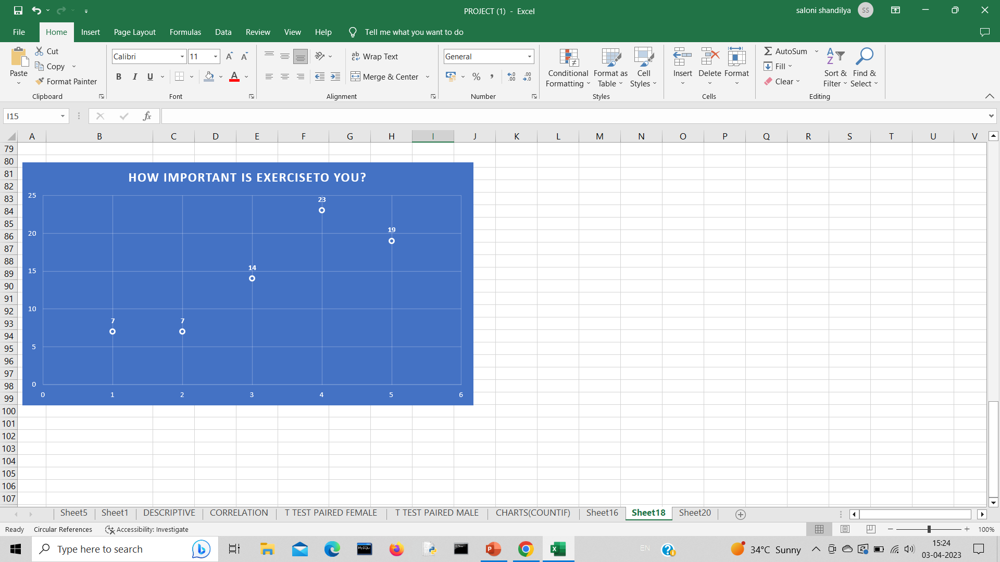 PROJECT (1) - Excel
saloni shandilya
SS
File Home Insert Page Layout Formulas Data Review View Help Tell me what you want to do
Paste
Cut
Copy
Format Painter
Clipboard
Calibri 11
A A
B I U A
Font
Wrap Text
Merge & Center
Alignment
General
% ,
Number
Conditional Formatting
Format as Table
Cell Styles
Styles
Insert Delete Format
Cells
AutoSum
Fill
Clear
Sort & Filter
Find & Select
Editing
I15
fx
A B C D E F G H I J K L M N O P Q R S T U V
79
80
81
82
83
84
85
86
87
88
89
90
91
92
93
94
95
96
97
98
99
100
101
102
103
104
105
106
107
HOW IMPORTANT IS EXERCISETO YOU?
25
20
15
10
5
0
7
7
14
23
19
0 1 2 3 4 5 6
Sheet5 Sheet1 DESCRIPTIVE CORRELATION T TEST PAIRED FEMALE T TEST PAIRED MALE CHARTS(COUNTIF) Sheet16 Sheet18 Sheet20
Ready Circular References Accessibility: Investigate 100%
Type here to search
MySQL
EN
34°C Sunny
15:24
03-04-2023